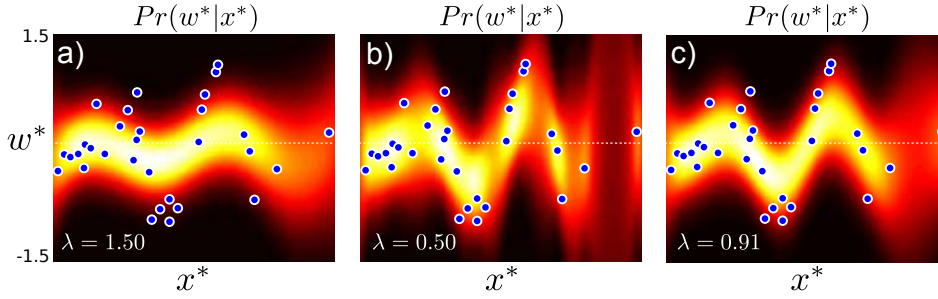 Pr(w*|x*)
Pr(w*|x*)
Pr(w*|x*)
1.5
a)
b)
c)
w*
-1.5
λ = 1.50
λ = 0.50
λ = 0.91
x*
x*
x*